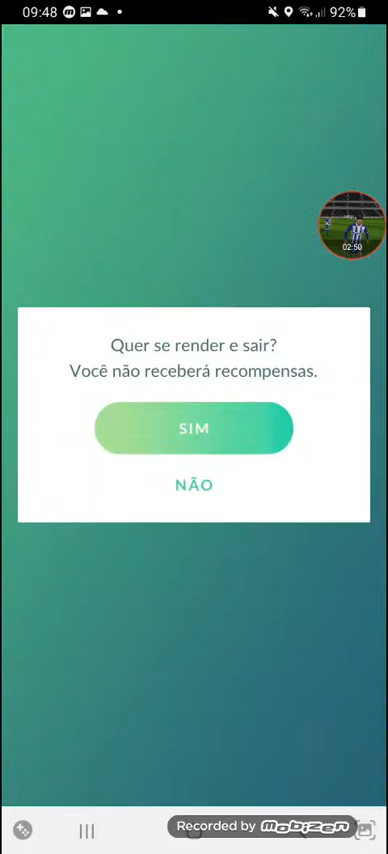 09:48
92%
02:50
Quer se render e sair?
Você não receberá recompensas.
SIM
NÃO
Recorded by MOBIZEN